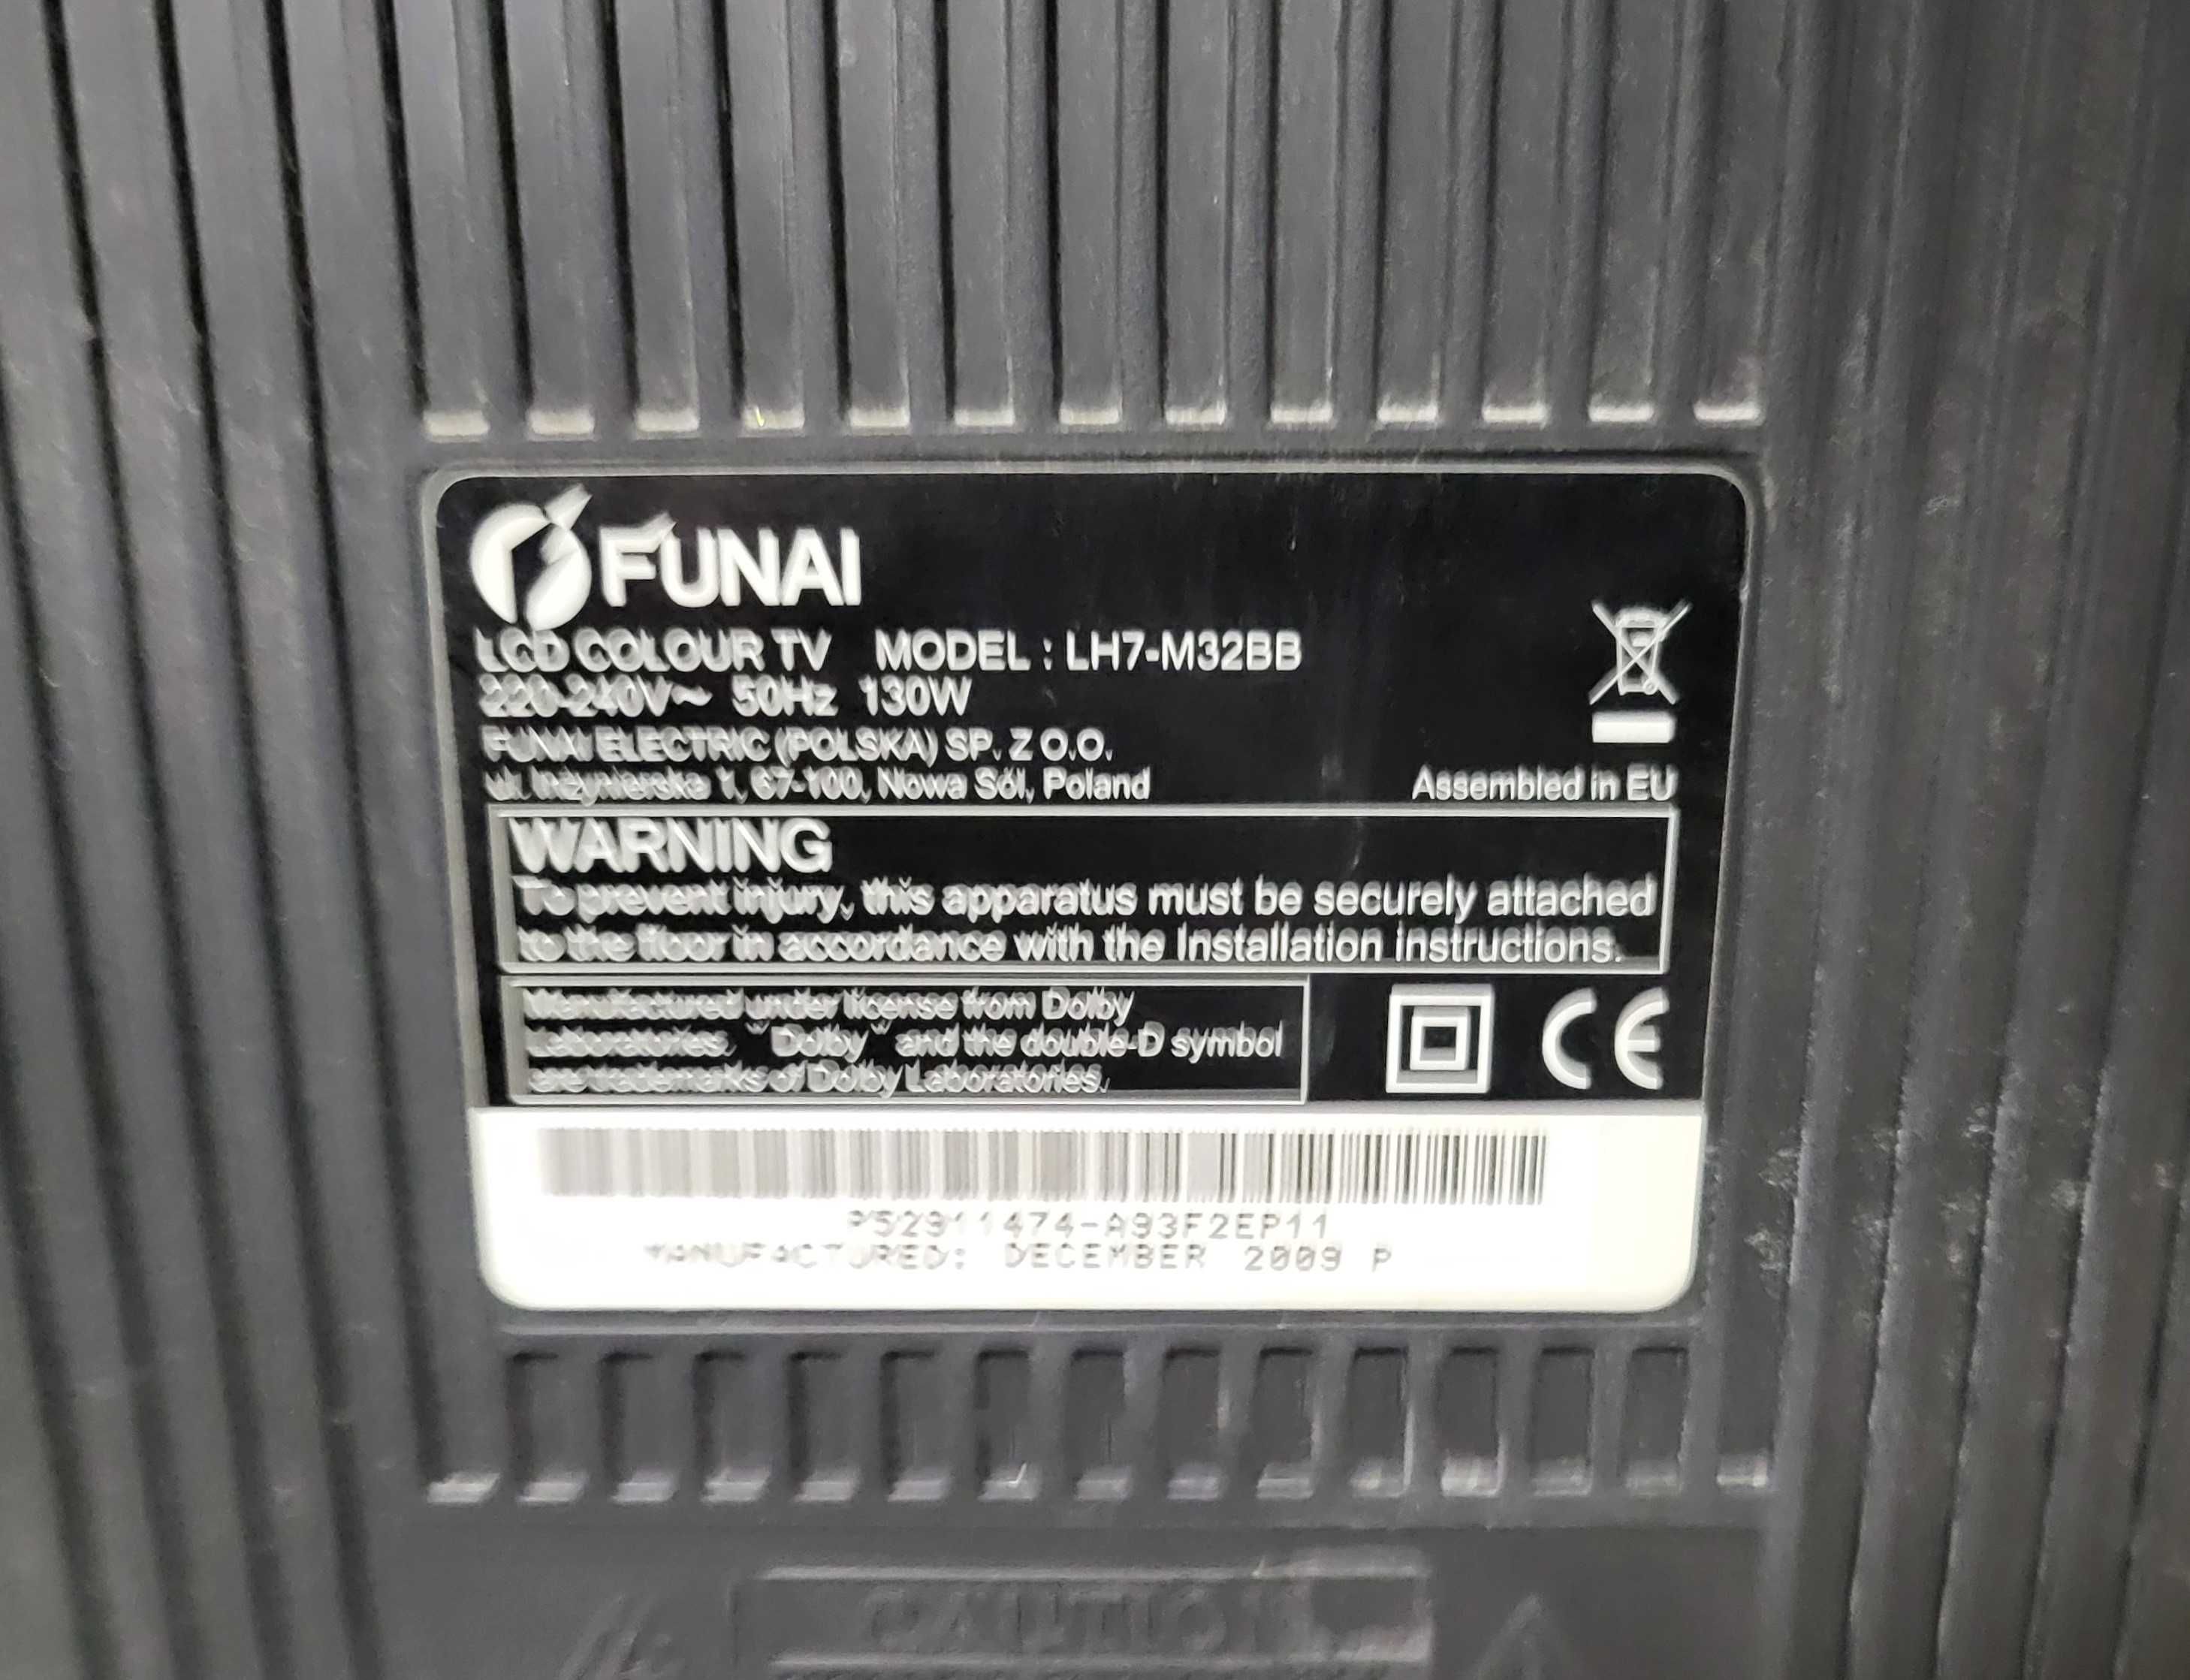 FUNAI
LCD COLOUR TV MODEL : LH7-M32BB
220-240V~ 50Hz 130W
FUNAI ELECTRIC (POLSKA) SP. Z O.O.
ul. Inżynierska 1, 67-100, Nowa Sól, Poland
Assembled in EU
WARNING
To prevent injury, this apparatus must be securely attached
to the floor in accordance with the Installation instructions.
Manufactured under license from Dolby
Laboratories. "Dolby" and the double-D symbol
are trademarks of Dolby Laboratories.
CE
P52911474-A93F2EP11
MANUFACTURED: DECEMBER 2009 P
CAUTION